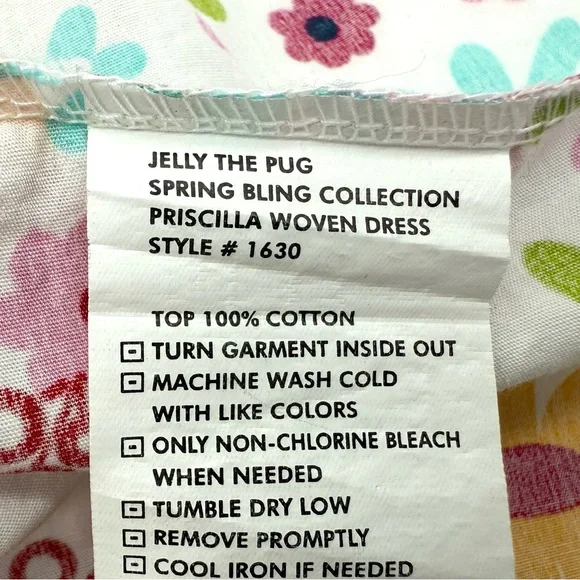 JELLY THE PUG
SPRING BLING COLLECTION
PRISCILLA WOVEN DRESS
STYLE # 1630
TOP 100% COTTON
TURN GARMENT INSIDE OUT
MACHINE WASH COLD
WITH LIKE COLORS
ONLY NON-CHLORINE BLEACH
WHEN NEEDED
TUMBLE DRY LOW
REMOVE PROMPTLY
COOL IRON IF NEEDED